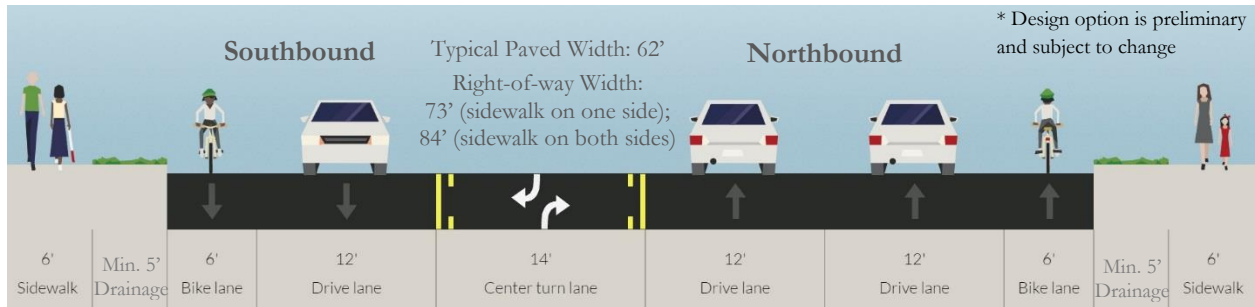 Southbound
Typical Paved Width: 62’
Right-of-way Width:
73’ (sidewalk on one side);
84’ (sidewalk on both sides)
Northbound
* Design option is preliminary
and subject to change
6'
Sidewalk
Min. 5’
Drainage
6'
Bike lane
12'
Drive lane
14'
Center turn lane
12'
Drive lane
12'
Drive lane
6'
Bike lane
Min. 5’
Drainage
6'
Sidewalk